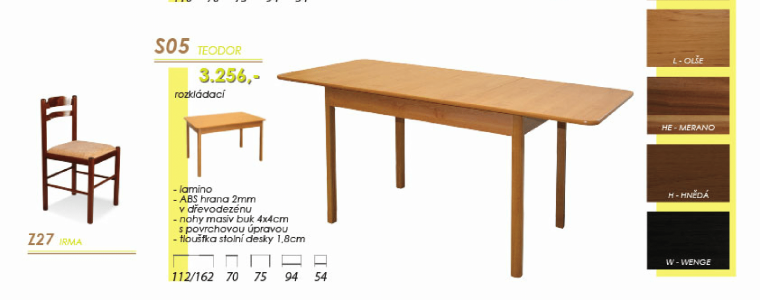 S05 TEODOR
3.256,-
rozkládací
- lamino
- ABS hrana 2mm
v dřevodezénu
- nohy masiv buk 4x4cm
s povrchovou úpravou
- tloušťka stolní desky 1,8cm
112/162 70 75 94 54
Z27 IRMA
L - OLŠE
HE - MERANO
H - HNĚDÁ
W - WENGE